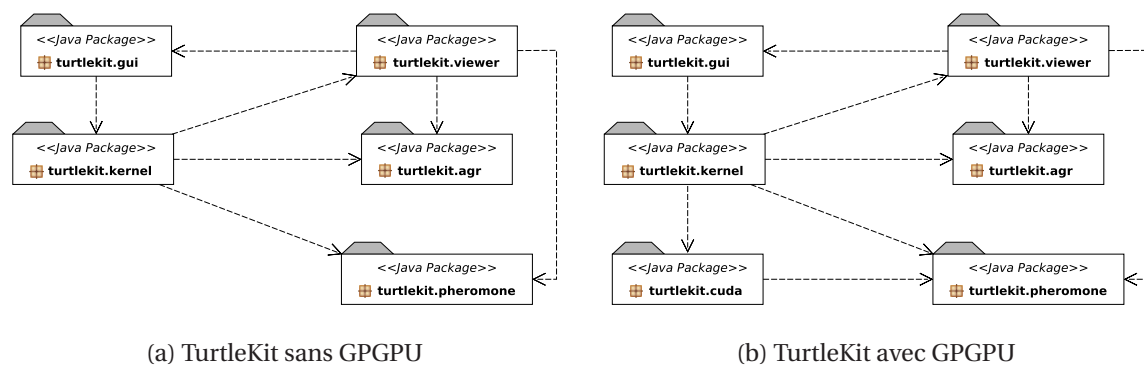 <<Java Package>>
turtlekit.gui
<<Java Package>>
turtlekit.viewer
<<Java Package>>
turtlekit.kernel
<<Java Package>>
turtlekit.agr
<<Java Package>>
turtlekit.pheromone
(a) TurtleKit sans GPGPU
<<Java Package>>
turtlekit.gui
<<Java Package>>
turtlekit.viewer
<<Java Package>>
turtlekit.kernel
<<Java Package>>
turtlekit.agr
<<Java Package>>
turtlekit.cuda
<<Java Package>>
turtlekit.pheromone
(b) TurtleKit avec GPGPU